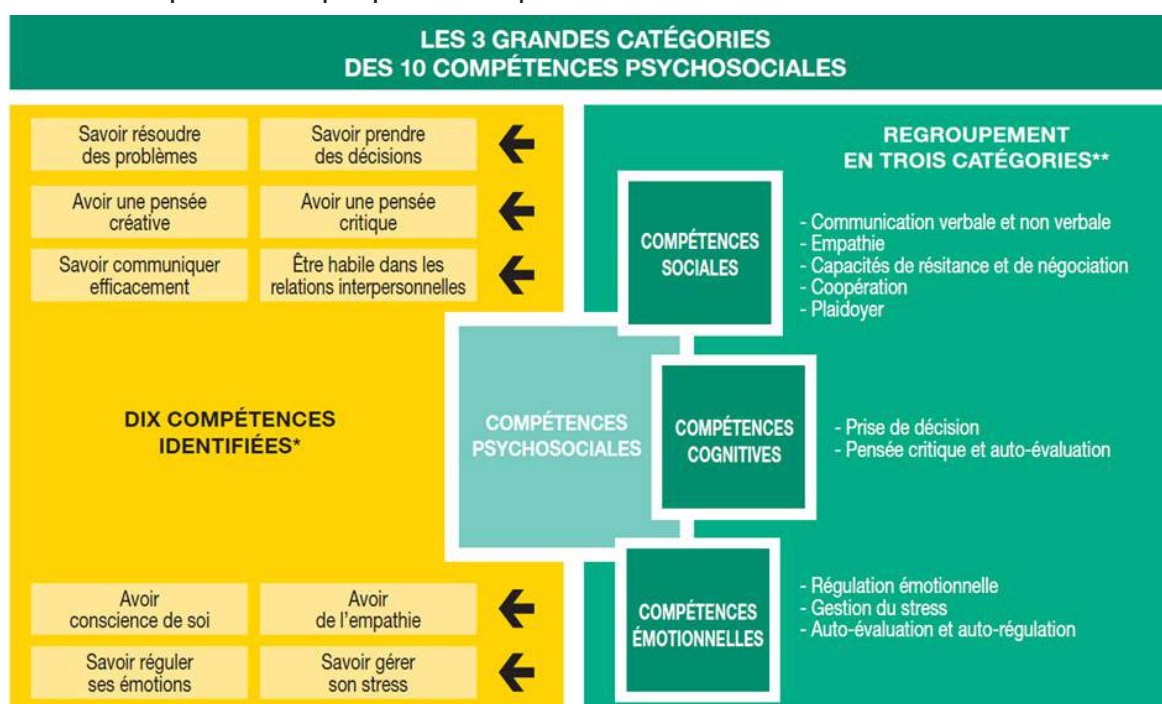 LES 3 GRANDES CATÉGORIES
DES 10 COMPÉTENCES PSYCHOSOCIALES
Savoir résoudre
des problèmes
Savoir prendre
des décisions
Avoir une pensée
créative
Avoir une pensée
critique
Savoir communiquer
efficacement
Être habile dans les
relations interpersonnelles
DIX COMPÉTENCES
IDENTIFIÉES*
Avoir
conscience de soi
Avoir
de l'empathie
Savoir réguler
ses émotions
Savoir gérer
son stress
COMPÉTENCES
PSYCHOSOCIALES
REGROUPEMENT
EN TROIS CATÉGORIES**
COMPÉTENCES
SOCIALES
- Communication verbale et non verbale
- Empathie
- Capacités de résitance et de négociation
- Coopération
- Plaidoyer
COMPÉTENCES
COGNITIVES
- Prise de décision
- Pensée critique et auto-évaluation
COMPÉTENCES
ÉMOTIONNELLES
- Régulation émotionnelle
- Gestion du stress
- Auto-évaluation et auto-régulation